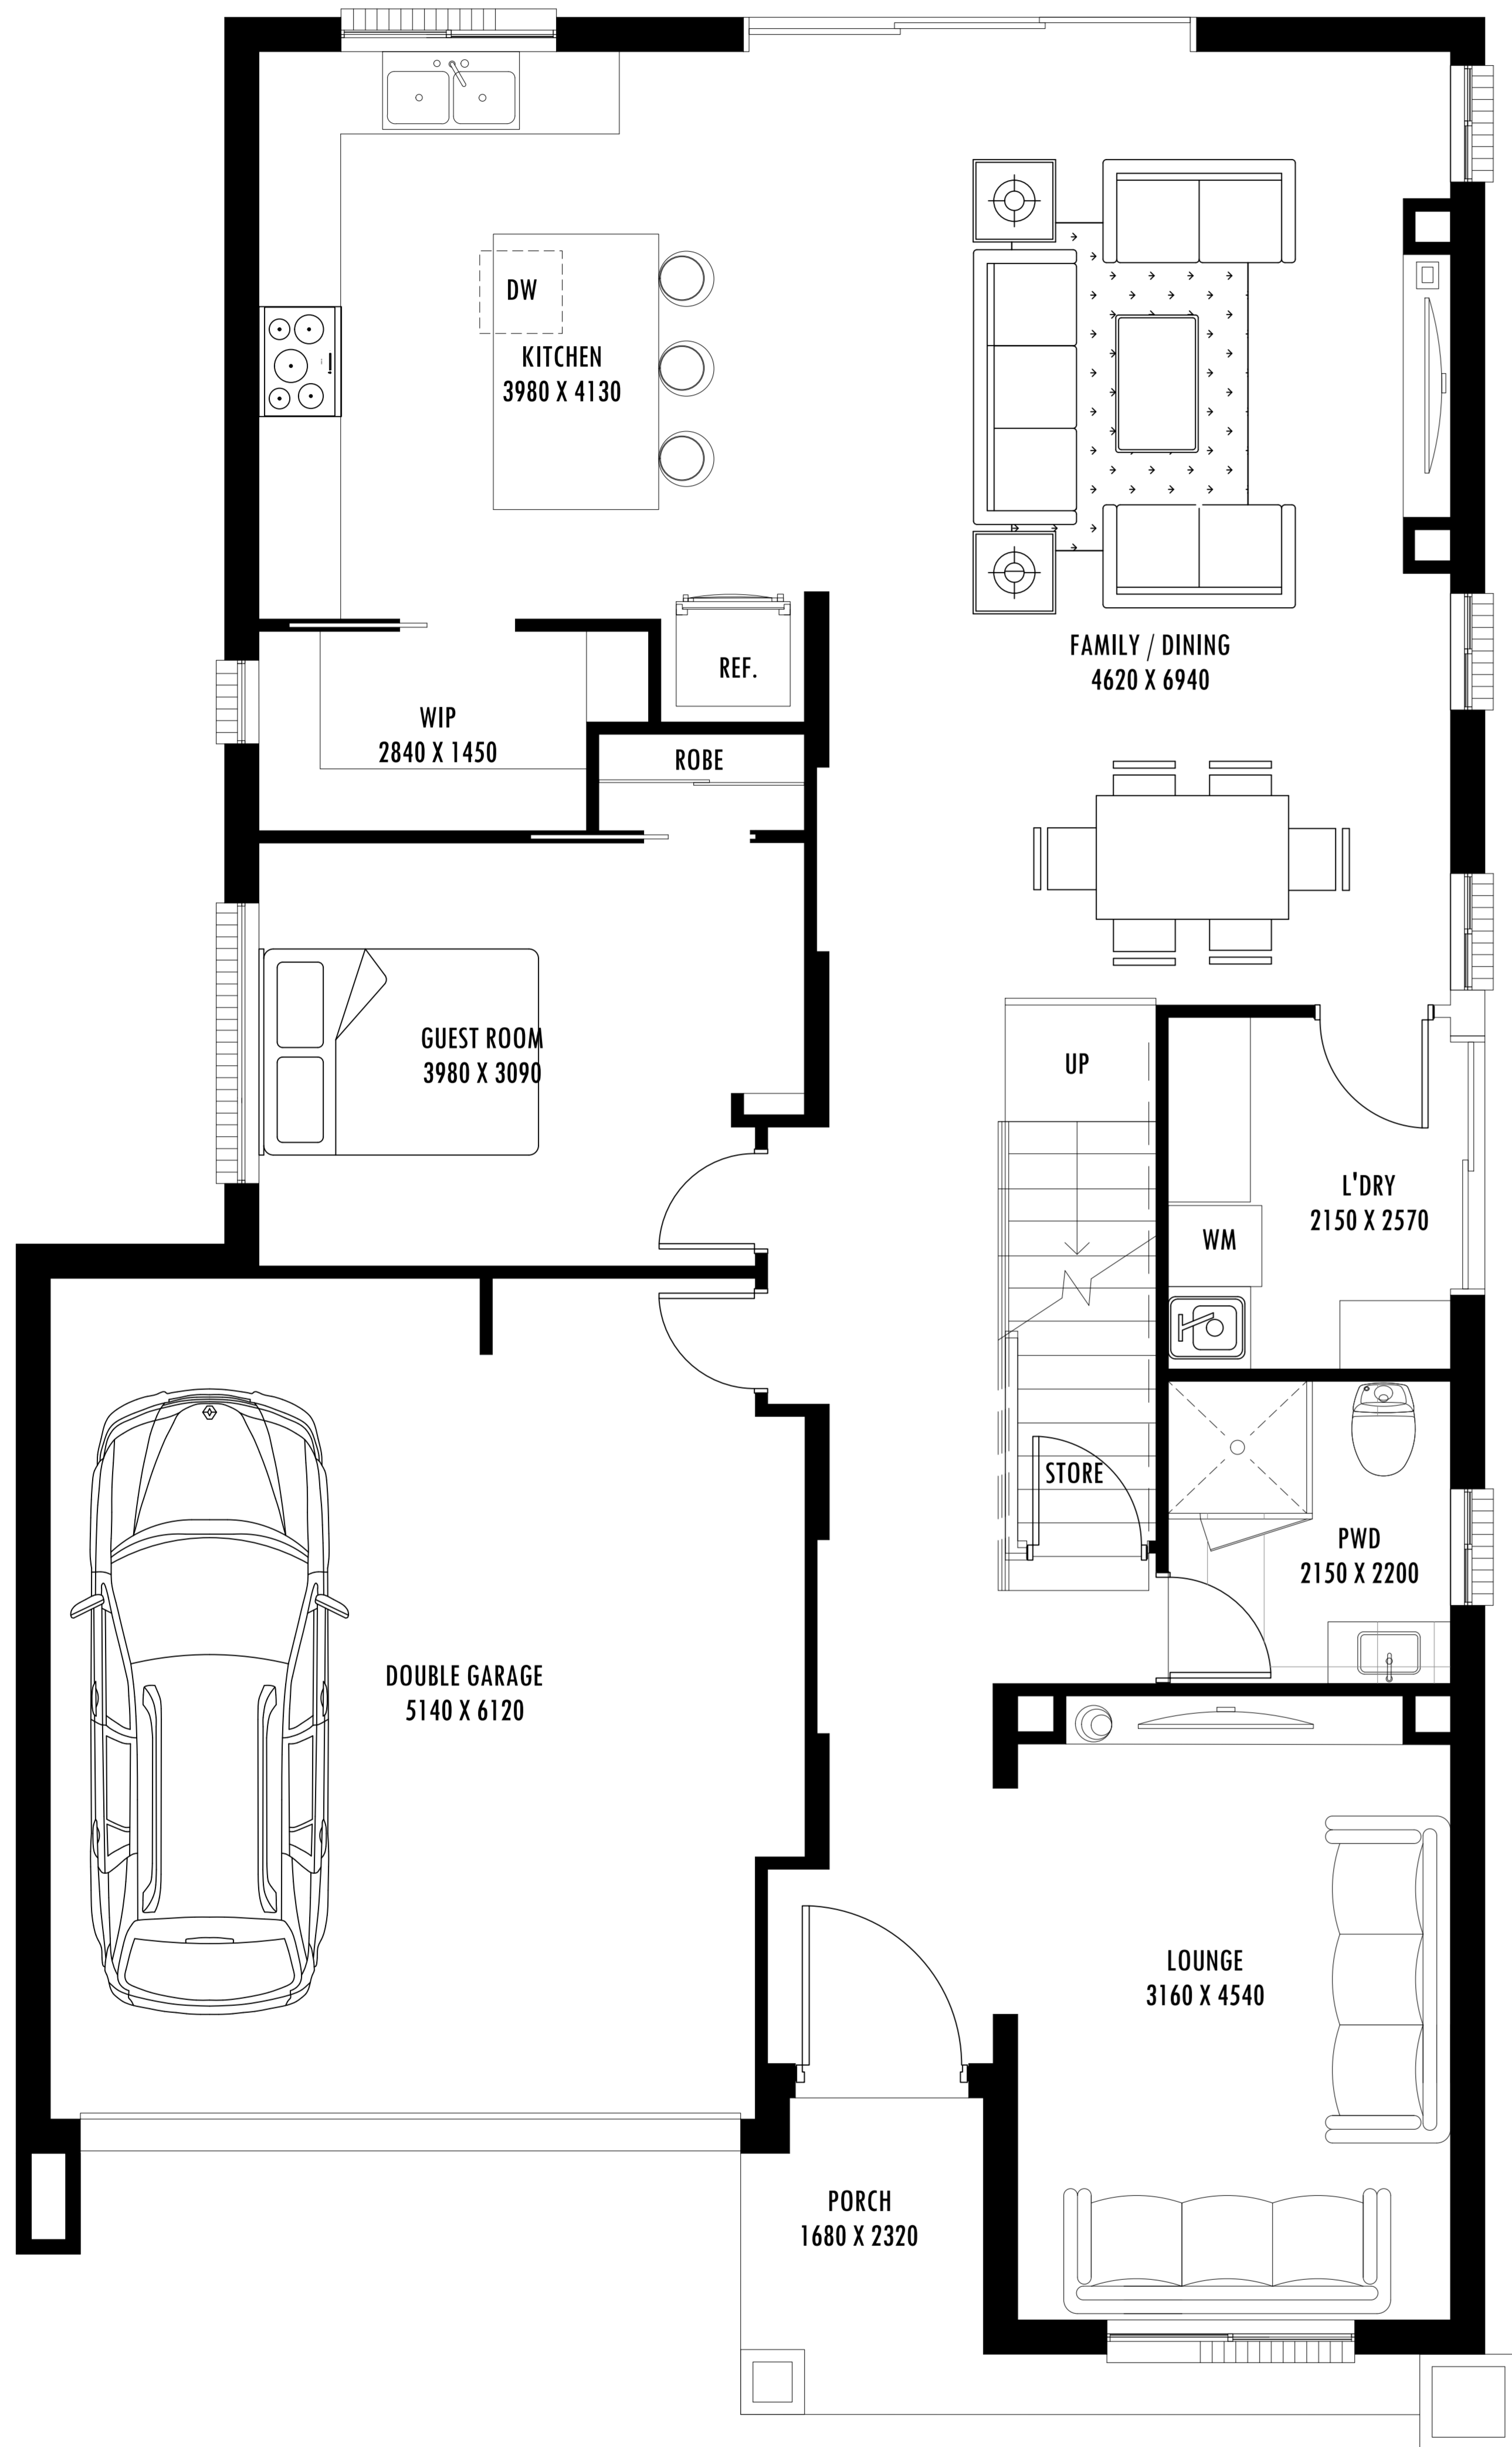 DW
KITCHEN
3980 X 4130
REF.
FAMILY / DINING
4620 X 6940
WIP
2840 X 1450
ROBE
GUEST ROOM
3980 X 3090
UP
L'DRY
2150 X 2570
WM
STORE
PWD
2150 X 2200
DOUBLE GARAGE
5140 X 6120
LOUNGE
3160 X 4540
PORCH
1680 X 2320